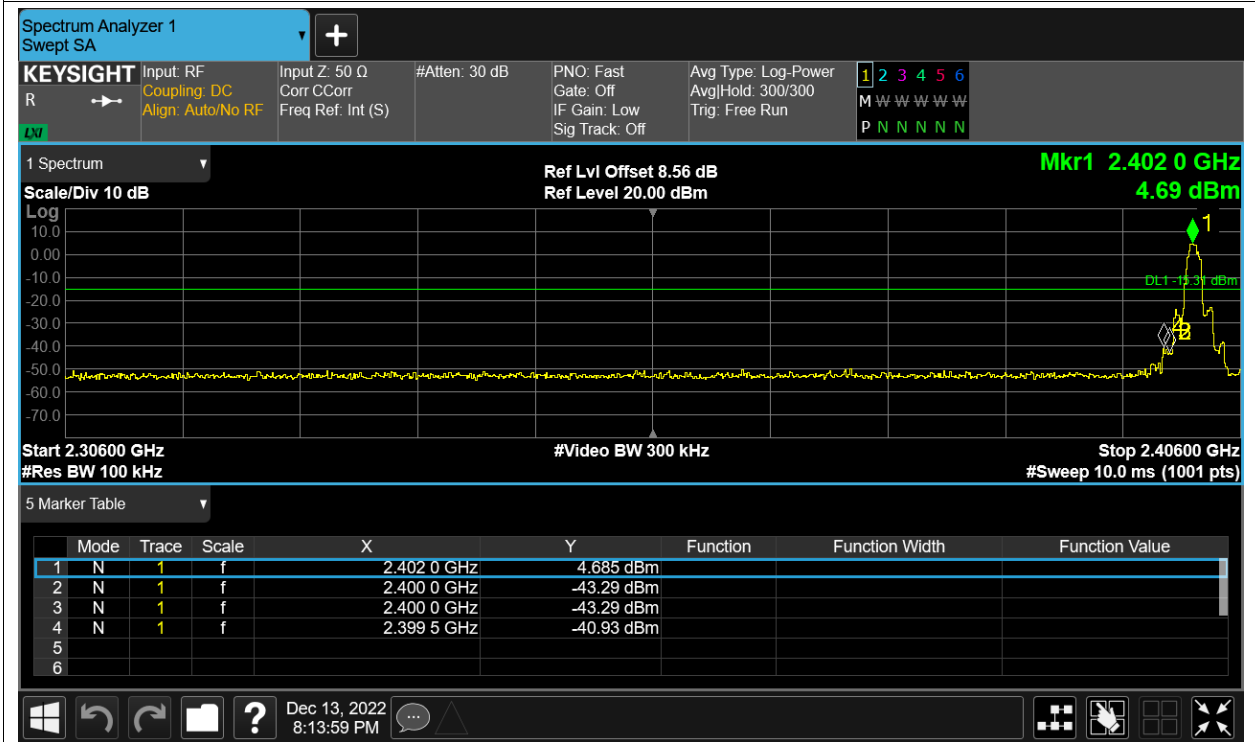 Spectrum Analyzer 1
Swept SA
+
KEYSIGHT Input: RF Input Z: 50 Ω #Atten: 30 dB PNO: Fast Avg Type: Log-Power 1 2 3 4 5 6
R Coupling: DC Corr CCorr Gate: Off Avg|Hold: 300/300 M W W W W W
Align: Auto/No RF Freq Ref: Int (S) IF Gain: Low Trig: Free Run
LXI Sig Track: Off P N N N N N
1 Spectrum Ref Lvl Offset 8.56 dB Mkr1 2.402 0 GHz
Scale/Div 10 dB Ref Level 20.00 dBm 4.69 dBm
Log
10.0 1
0.00
-10.0
DL1 -15.31 dBm
-20.0
-30.0
-40.0
-50.0
-60.0
-70.0
Start 2.30600 GHz #Video BW 300 kHz Stop 2.40600 GHz
#Res BW 100 kHz #Sweep 10.0 ms (1001 pts)
5 Marker Table
Mode Trace Scale X Y Function Function Width Function Value
1 N 1 f 2.402 0 GHz 4.685 dBm
2 N 1 f 2.400 0 GHz -43.29 dBm
3 N 1 f 2.400 0 GHz -43.29 dBm
4 N 1 f 2.399 5 GHz -40.93 dBm
5
6
? Dec 13, 2022
8:13:59 PM